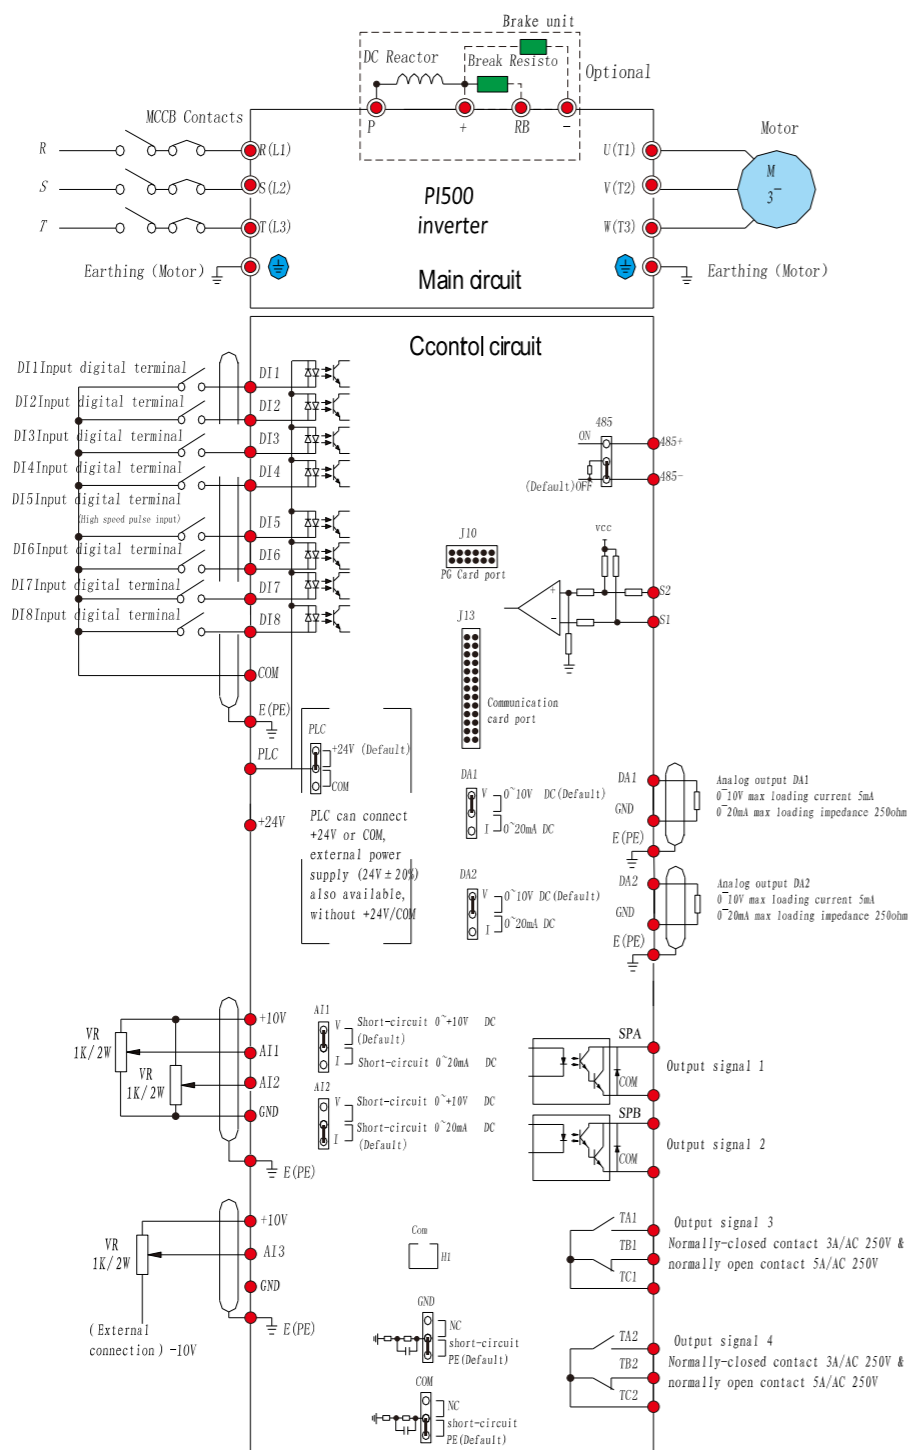 Brake unit
DC Reactor
Break Resisto
Optional
P
+
RB
-
MCCB Contacts
R
R(L1)
S
S(L2)
T
T(L3)
Earthing (Motor)
PI500
inverter
Main circuit
U(T1)
V(T2)
W(T3)
Motor
M
3~
Earthing (Motor)
Ccontol circuit
DI1Input digital terminal
DI1
DI2Input digital terminal
DI2
DI3Input digital terminal
DI3
DI4Input digital terminal
DI4
DI5Input digital terminal
(High speed pulse input)
DI5
DI6Input digital terminal
DI6
DI7Input digital terminal
DI7
DI8Input digital terminal
DI8
COM
E(PE)
PLC
+24V
485
ON
485+
(Default)OFF
485-
J10
PG Card port
vcc
+
-
S2
S1
J13
Communication
card port
PLC
+24V (Default)
COM
PLC can connect
+24V or COM,
external power
supply (24V±20%)
also available,
without +24V/COM
DA1
V
0~10V DC(Default)
I
0~20mA DC
DA2
V
0~10V DC(Default)
I
0~20mA DC
DA1
GND
E(PE)
Analog output DA1
0~10V max loading current 5mA
0~20mA max loading impedance 250ohm
DA2
GND
E(PE)
Analog output DA2
0~10V max loading current 5mA
0~20mA max loading impedance 250ohm
VR
1K/2W
VR
1K/2W
+10V
AI1
AI2
GND
E(PE)
AI1
V
Short-circuit 0~+10V DC
(Default)
I
Short-circuit 0~20mA DC
AI2
V
Short-circuit 0~+10V DC
Short-circuit 0~20mA DC
I
(Default)
SPA
COM
Output signal 1
SPB
COM
Output signal 2
VR
1K/2W
+10V
AI3
GND
E(PE)
(External
connection) -10V
Com
H1
GND
NC
short-circuit
PE(Default)
COM
NC
short-circuit
PE(Default)
TA1
TB1
TC1
Output signal 3
Normally-closed contact 3A/AC 250V &
normally open contact 5A/AC 250V
TA2
TB2
TC2
Output signal 4
Normally-closed contact 3A/AC 250V &
normally open contact 5A/AC 250V